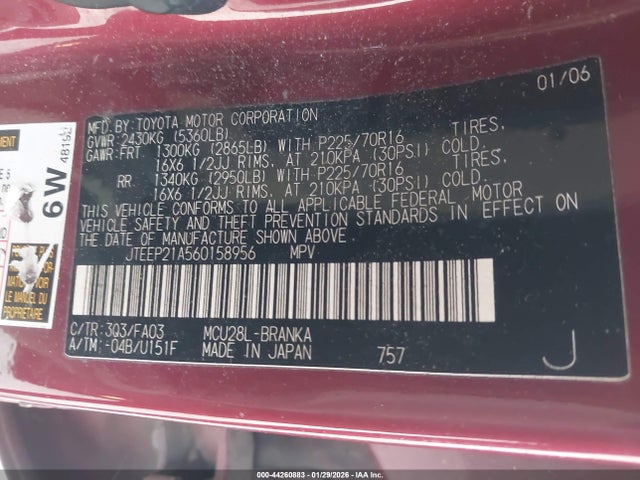 01/06
MFD. BY: TOYOTA MOTOR CORPORATION
GVWR 2430KG (5360LB)
GAWR: FRT 1300KG (2865LB) WITH P225/70R16 TIRES,
16X6 1/2JJ RIMS, AT 210KPA (30PSI) COLD.
RR 1340KG (2950LB) WITH P225/70R16 TIRES,
16X6 1/2JJ RIMS, AT 210KPA (30PSI) COLD.
THIS VEHICLE CONFORMS TO ALL APPLICABLE FEDERAL MOTOR
VEHICLE SAFETY AND THEFT PREVENTION STANDARDS IN EFFECT
ON THE DATE OF MANUFACTURE SHOWN ABOVE.
JTEEP21A560158956 MPV
C/TR: 3Q3/FA03 MCU28L-BRANKA
A/TM: -04B/U151F MADE IN JAPAN 757 J
6W
000-44260883 - 01/29/2026 - IAA Inc.